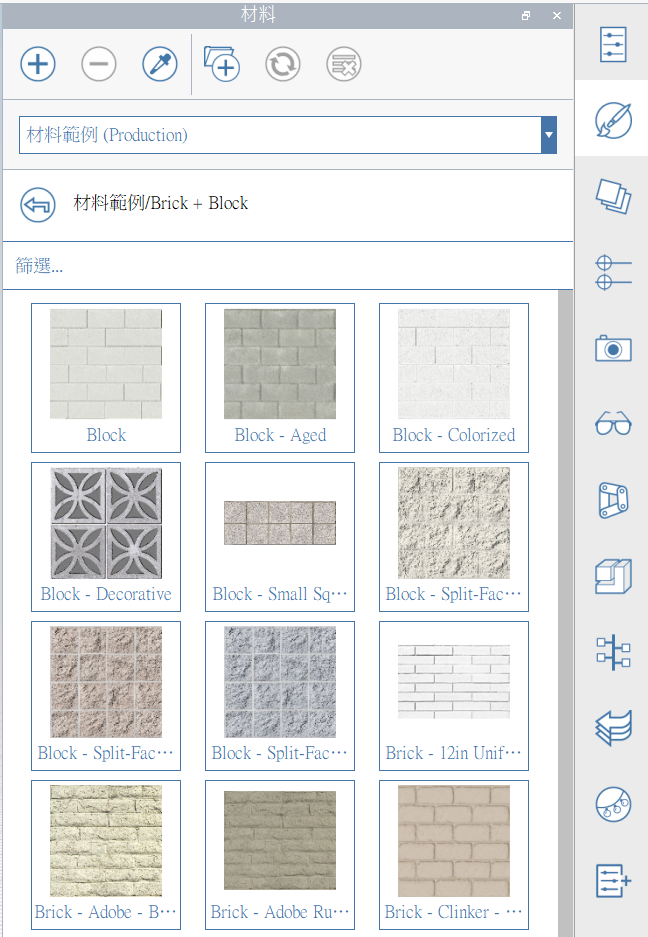 材料
材料範例 (Production)
材料範例/Brick + Block
篩選...
Block
Block - Aged
Block - Colorized
Block - Decorative
Block - Small Sq···
Block - Split-Fac···
Block - Split-Fac···
Block - Split-Fac···
Brick - 12in Unif···
Brick - Adobe - B···
Brick - Adobe Ru···
Brick - Clinker - ···